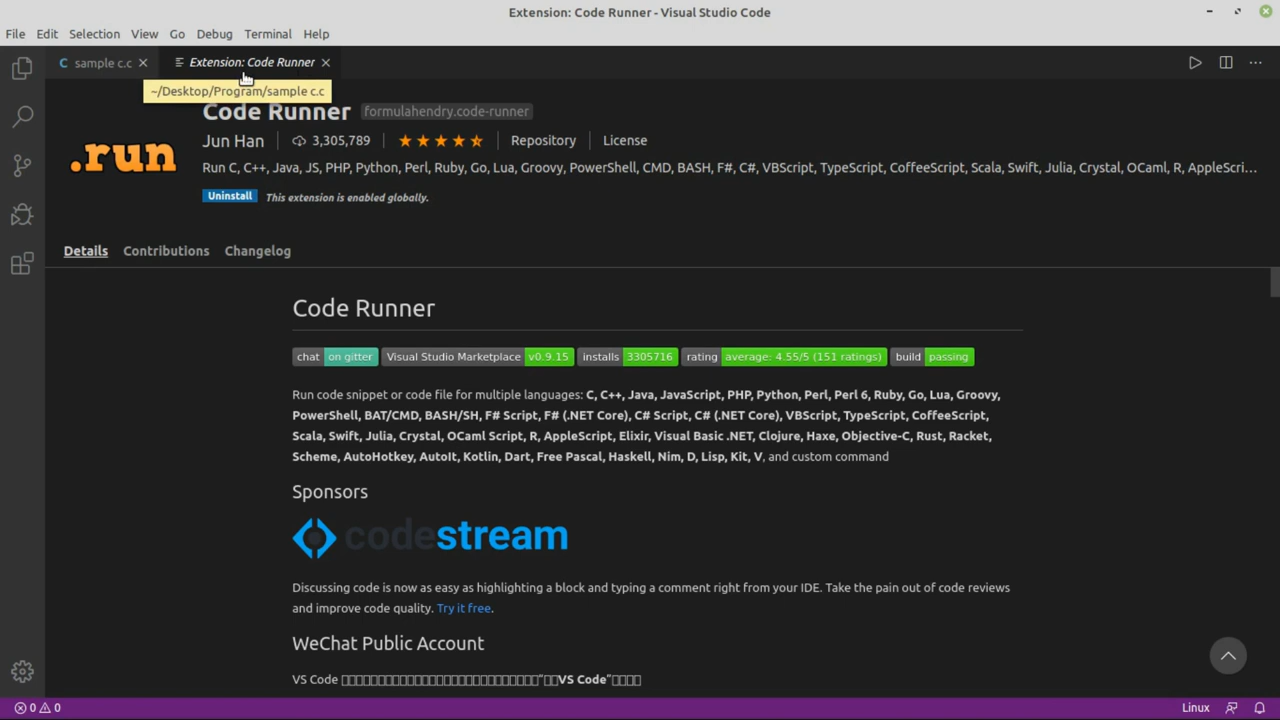 Extension: Code Runner - Visual Studio Code
File Edit Selection View Go Debug Terminal Help
C sample c.c
Extension: Code Runner
~/Desktop/Program/sample c.c
Code Runner formulahendry.code-runner
.run
Jun Han 3,305,789 Repository License
Run C, C++, Java, JS, PHP, Python, Perl, Ruby, Go, Lua, Groovy, PowerShell, CMD, BASH, F#, C#, VBScript, TypeScript, CoffeeScript, Scala, Swift, Julia, Crystal, OCaml, R, AppleScri...
Uninstall This extension is enabled globally.
Details Contributions Changelog
Code Runner
chat on gitter Visual Studio Marketplace v0.9.15 installs 3305716 rating average: 4.55/5 (151 ratings) build passing
Run code snippet or code file for multiple languages: C, C++, Java, JavaScript, PHP, Python, Perl, Perl 6, Ruby, Go, Lua, Groovy,
PowerShell, BAT/CMD, BASH/SH, F# Script, F# (.NET Core), C# Script, C# (.NET Core), VBScript, TypeScript, CoffeeScript,
Scala, Swift, Julia, Crystal, OCaml Script, R, AppleScript, Elixir, Visual Basic .NET, Clojure, Haxe, Objective-C, Rust, Racket,
Scheme, AutoHotkey, AutoIt, Kotlin, Dart, Free Pascal, Haskell, Nim, D, Lisp, Kit, V, and custom command
Sponsors
codestream
Discussing code is now as easy as highlighting a block and typing a comment right from your IDE. Take the pain out of code reviews
and improve code quality. Try it free.
WeChat Public Account
VS Code "VS Code"
0 0 Linux